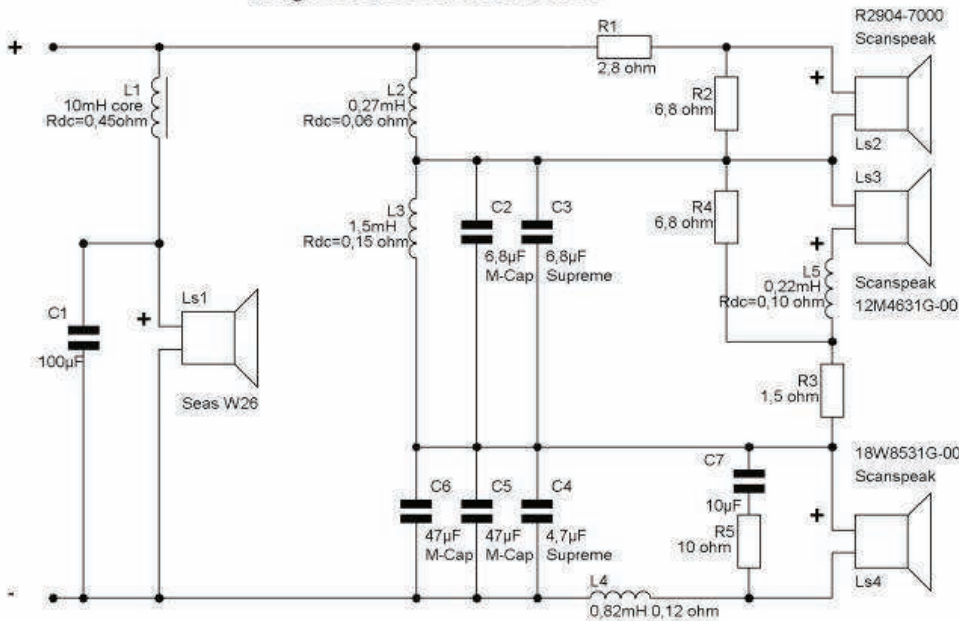 R2904-7000
Scanspeak
+
R1
2,8 ohm
L1
10mH core
Rdc=0,45ohm
L2
0,27mH
Rdc=0,06 ohm
R2
6,8 ohm
+
Ls2
Ls3
L3
1,5mH
Rdc=0,15 ohm
C2
6,8µF
M-Cap
C3
6,8µF
Supreme
R4
6,8 ohm
+
L5
0,22mH
Rdc=0,10 ohm
Scanspeak
12M4631G-00
C1
100µF
Ls1
+
Seas W26
R3
1,5 ohm
18W8531G-00
Scanspeak
C6
47µF
M-Cap
C5
47µF
M-Cap
C4
4,7µF
Supreme
C7
10µF
R5
10 ohm
+
Ls4
-
L4
0,82mH 0,12 ohm